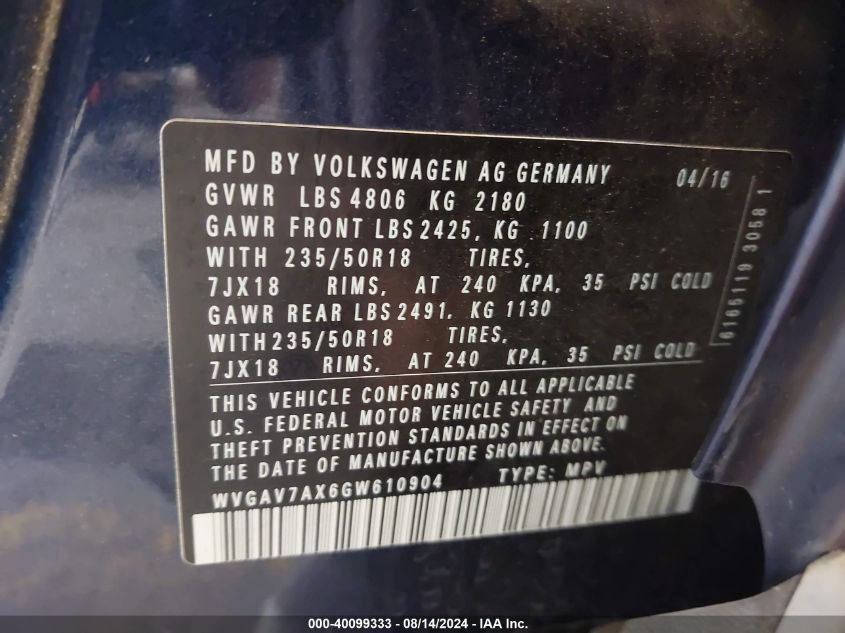 MFD BY VOLKSWAGEN AG GERMANY 04/16
GVWR LBS 4806 KG 2180
GAWR FRONT LBS 2425, KG 1100
WITH 235/50R18 TIRES,
7JX18 RIMS, AT 240 KPA, 35 PSI COLD
GAWR REAR LBS 2491, KG 1130
WITH 235/50R18 TIRES,
7JX18 RIMS, AT 240 KPA, 35 PSI COLD
THIS VEHICLE CONFORMS TO ALL APPLICABLE
U.S. FEDERAL MOTOR VEHICLE SAFETY AND
THEFT PREVENTION STANDARDS IN EFFECT ON
THE DATE OF MANUFACTURE SHOWN ABOVE.
WVGAV7AX6GW610904 TYPE: MPV
6165119 3058 1
000-40099333 - 08/14/2024 - IAA Inc.